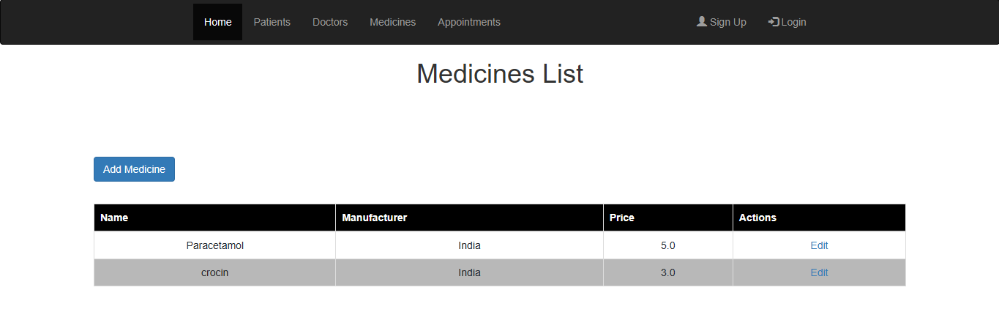 Home Patients Doctors Medicines Appointments Sign Up Login
Medicines List
Add Medicine
Name Manufacturer Price Actions
Paracetamol India 5.0 Edit
crocin India 3.0 Edit